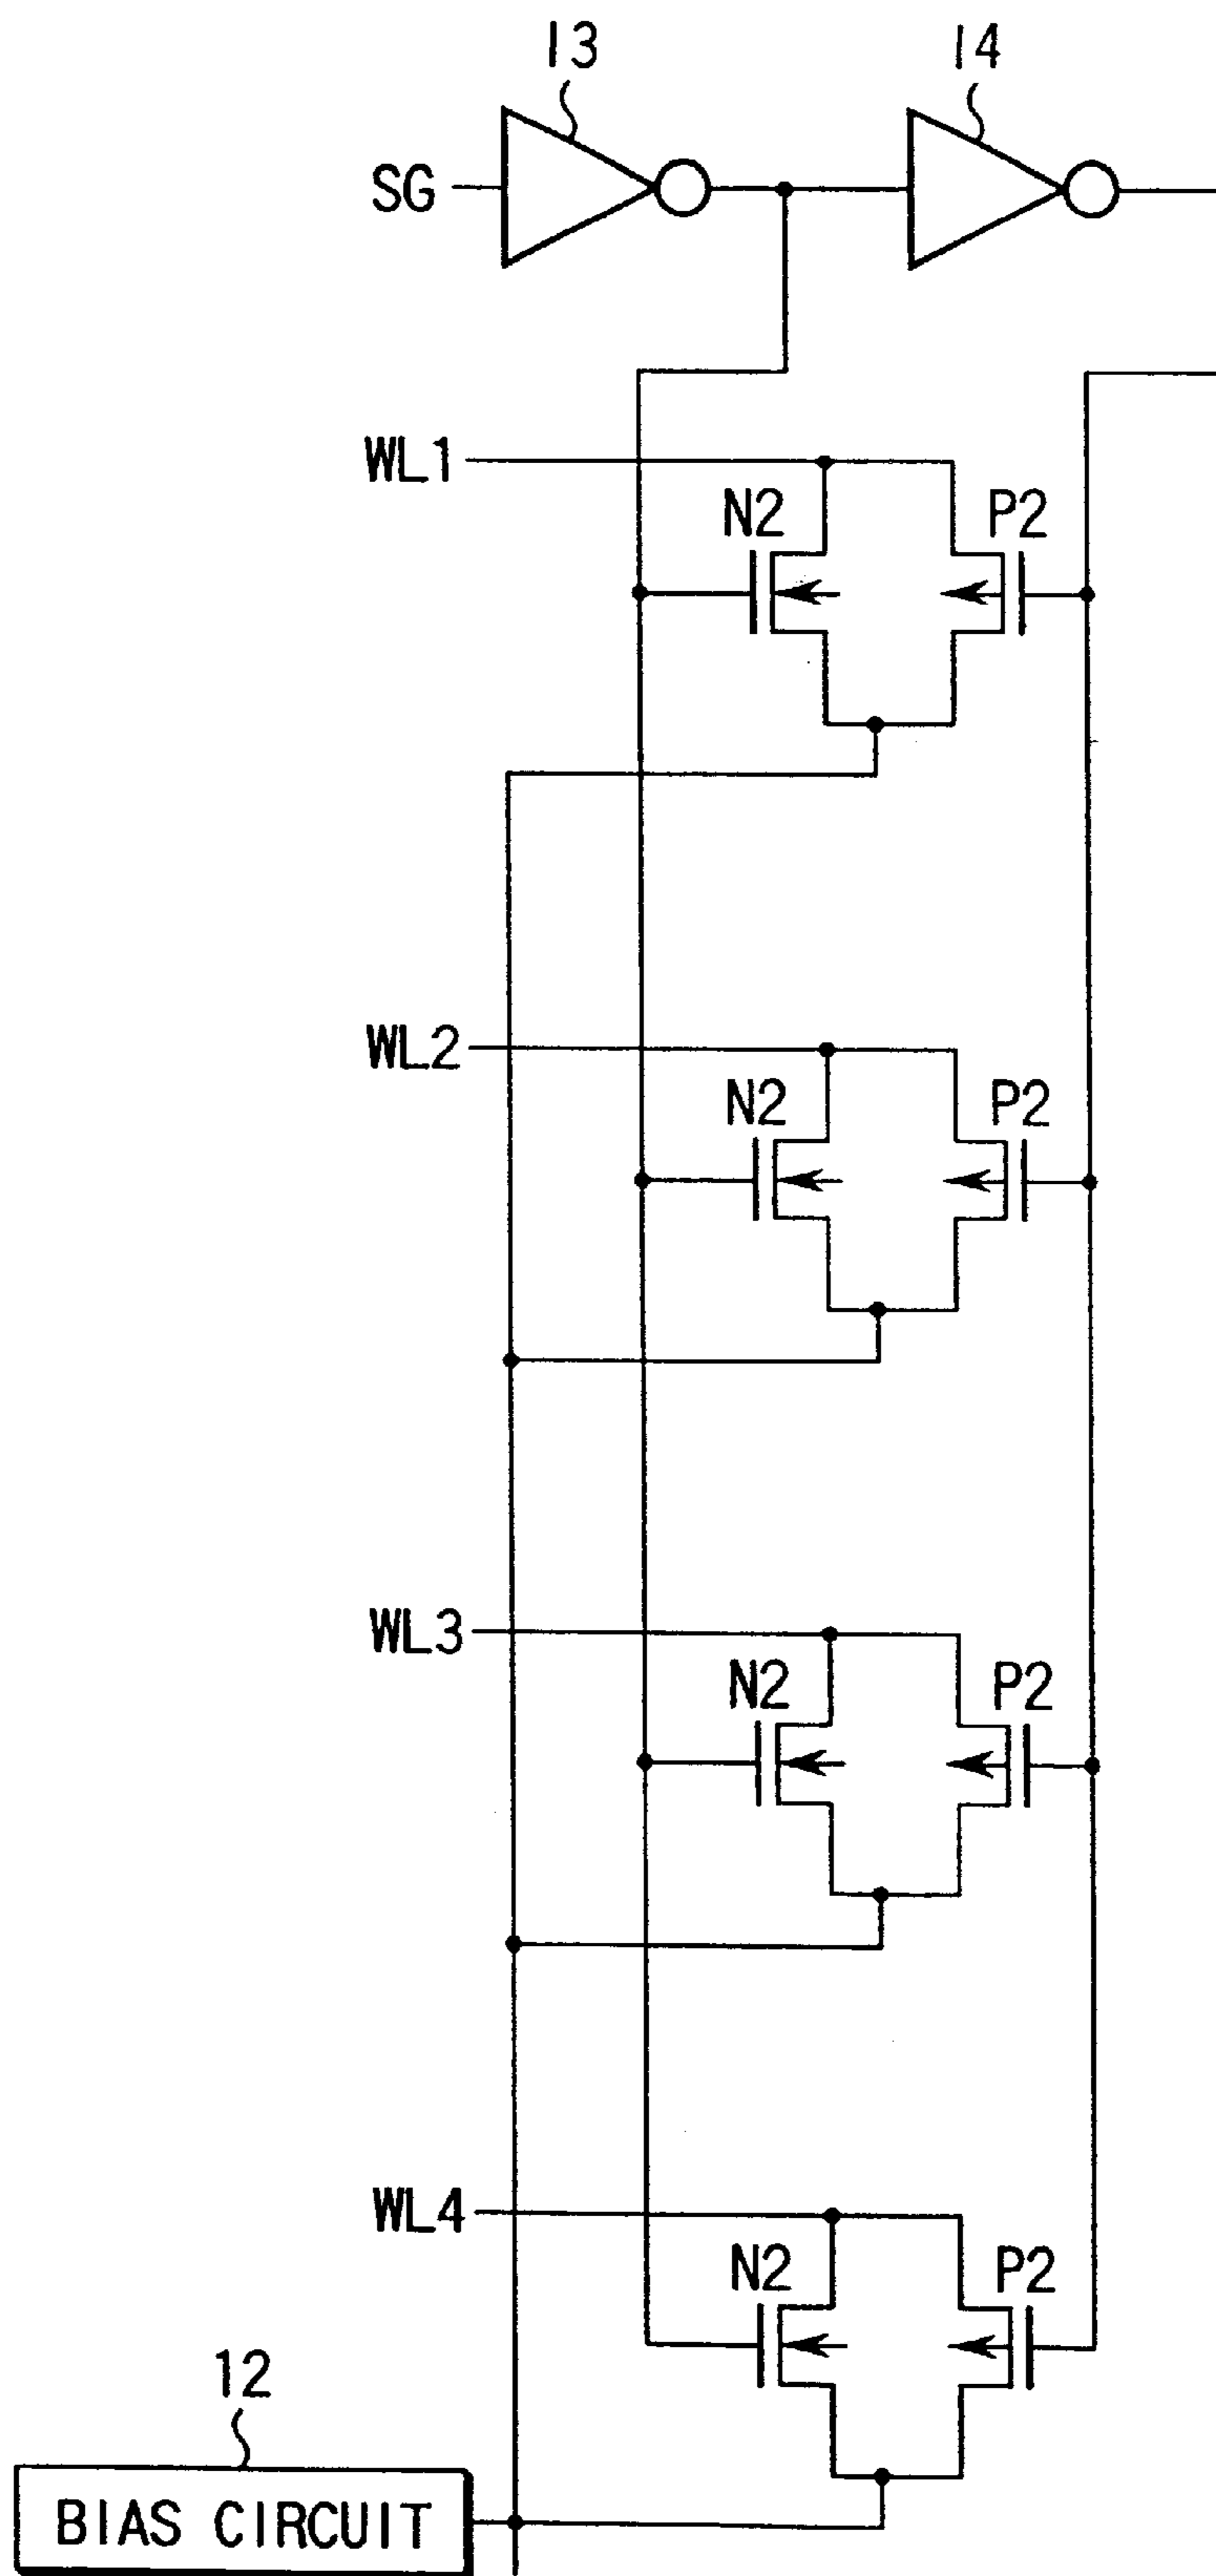 13 14
SG
WL1
N2 P2
WL2
N2 P2
WL3
N2 P2
WL4
N2 P2
12
BIAS CIRCUIT